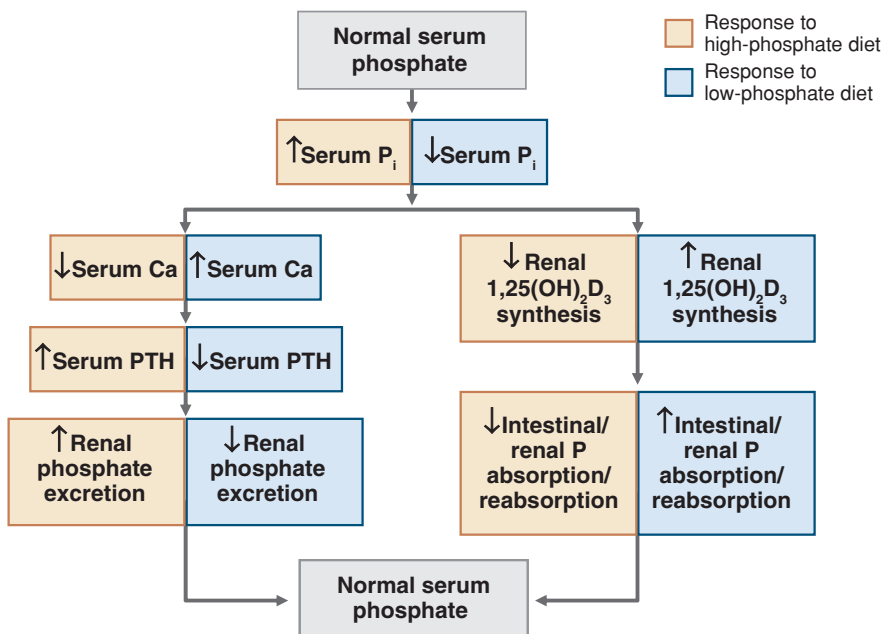 Normal serum
phosphate
Response to
high-phosphate diet
Response to
low-phosphate diet
↑Serum Pᵢ
↓Serum Pᵢ
↓Serum Ca
↑Serum Ca
↓Renal
1,25(OH)₂D₃
synthesis
↑Renal
1,25(OH)₂D₃
synthesis
↑Serum PTH
↓Serum PTH
↑Renal
phosphate
excretion
↓Renal
phosphate
excretion
↓Intestinal/
renal P
absorption/
reabsorption
↑Intestinal/
renal P
absorption/
reabsorption
Normal serum
phosphate